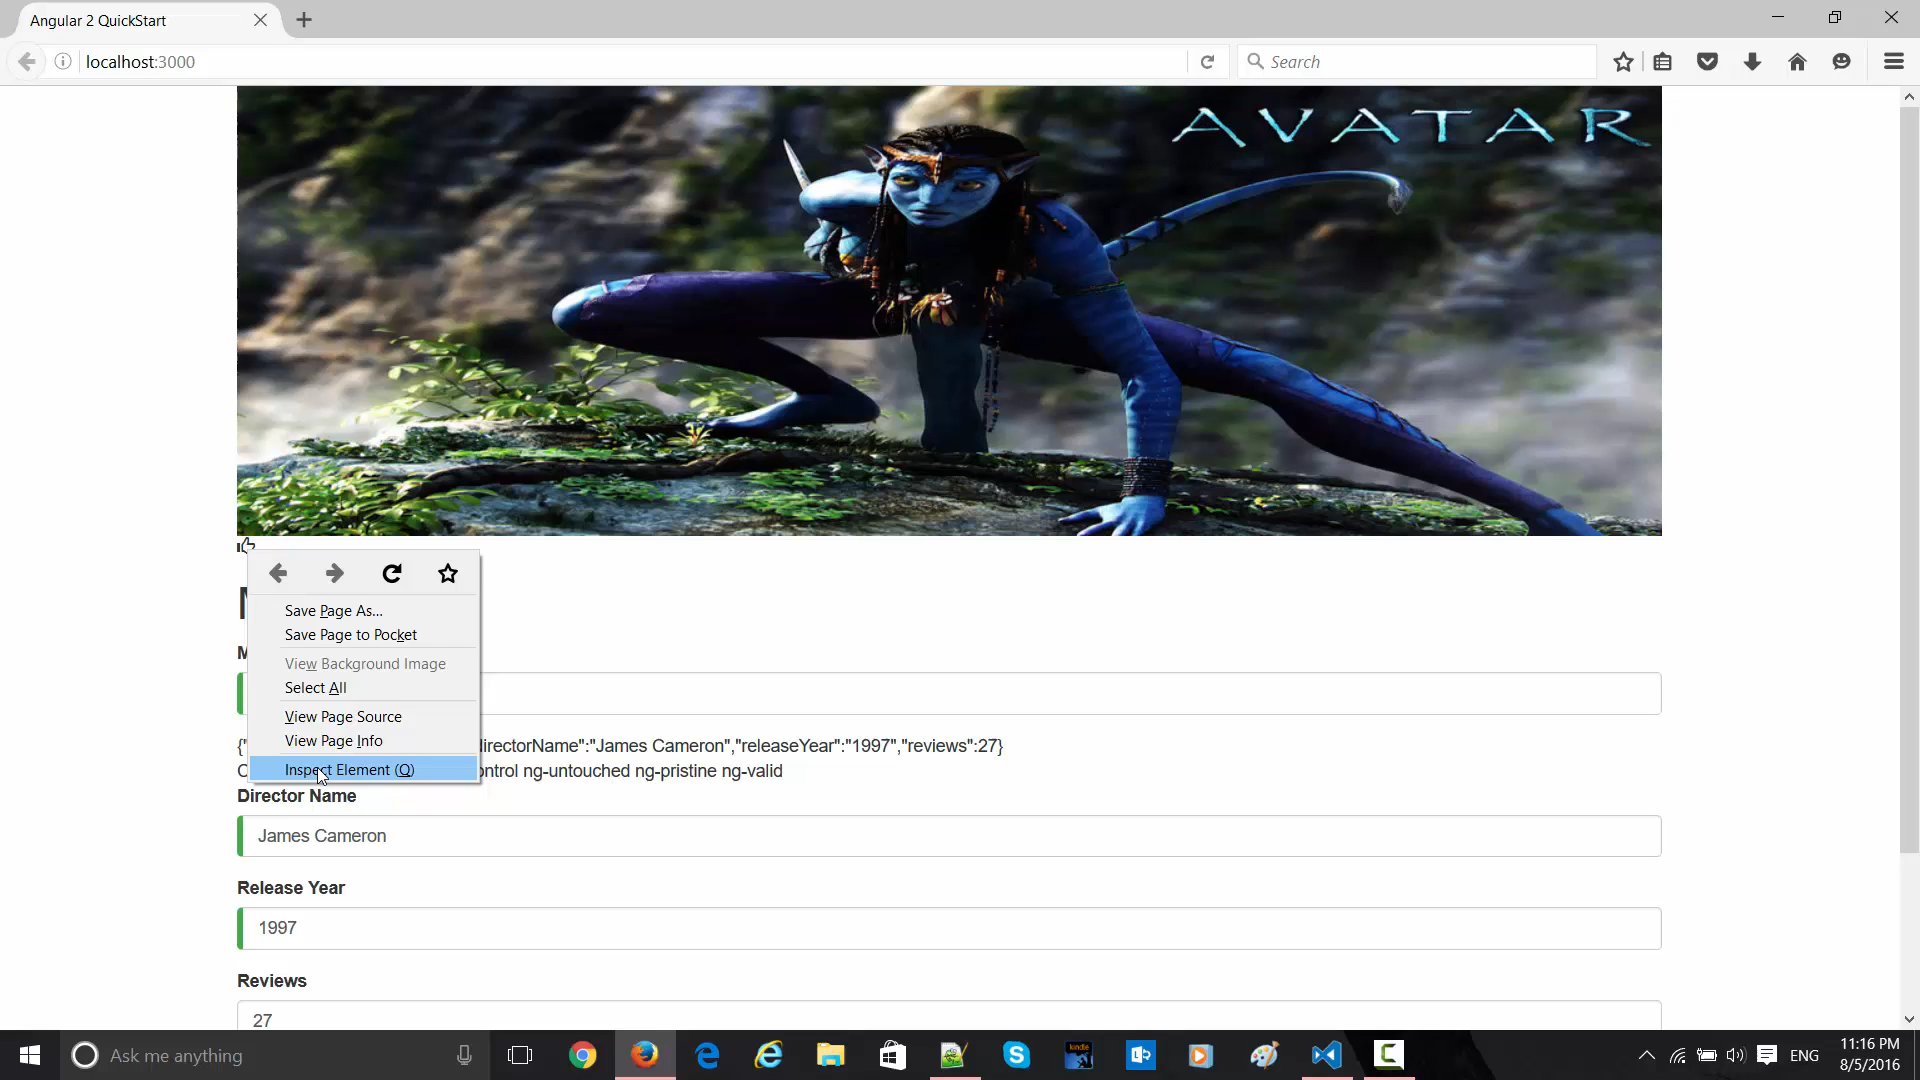 Angular 2 QuickStart
localhost:3000
Search
AVATAR
Save Page As...
Save Page to Pocket
View Background Image
Select All
View Page Source
View Page Info
Inspect Element (Q)
{" directorName":"James Cameron","releaseYear":"1997","reviews":27}
ontrol ng-untouched ng-pristine ng-valid
Director Name
James Cameron
Release Year
1997
Reviews
27
Ask me anything
kindle
ENG
11:16 PM
8/5/2016